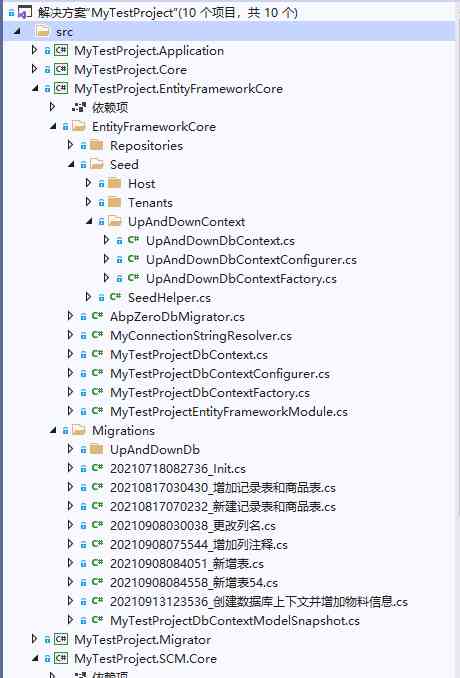 解决方案"MyTestProject"(10 个项目，共 10 个)
src
C# MyTestProject.Application
C# MyTestProject.Core
C# MyTestProject.EntityFrameworkCore
依赖项
EntityFrameworkCore
Repositories
Seed
Host
Tenants
UpAndDownContext
C# UpAndDownDbContext.cs
C# UpAndDownDbContextConfigurer.cs
C# UpAndDownDbContextFactory.cs
C# SeedHelper.cs
C# AbpZeroDbMigrator.cs
C# MyConnectionStringResolver.cs
C# MyTestProjectDbContext.cs
C# MyTestProjectDbContextConfigurer.cs
C# MyTestProjectDbContextFactory.cs
C# MyTestProjectEntityFrameworkModule.cs
Migrations
UpAndDownDb
C# 20210718082736_Init.cs
C# 20210817030430_增加记录表和商品表.cs
C# 20210817070232_新建记录表和商品表.cs
C# 20210908030038_更改列名.cs
C# 20210908075544_增加列注释.cs
C# 20210908084051_新增表.cs
C# 20210908084558_新增表54.cs
C# 20210913123536_创建数据库上下文并增加物料信息.cs
C# MyTestProjectDbContextModelSnapshot.cs
C# MyTestProject.Migrator
C# MyTestProject.SCM.Core
依赖项